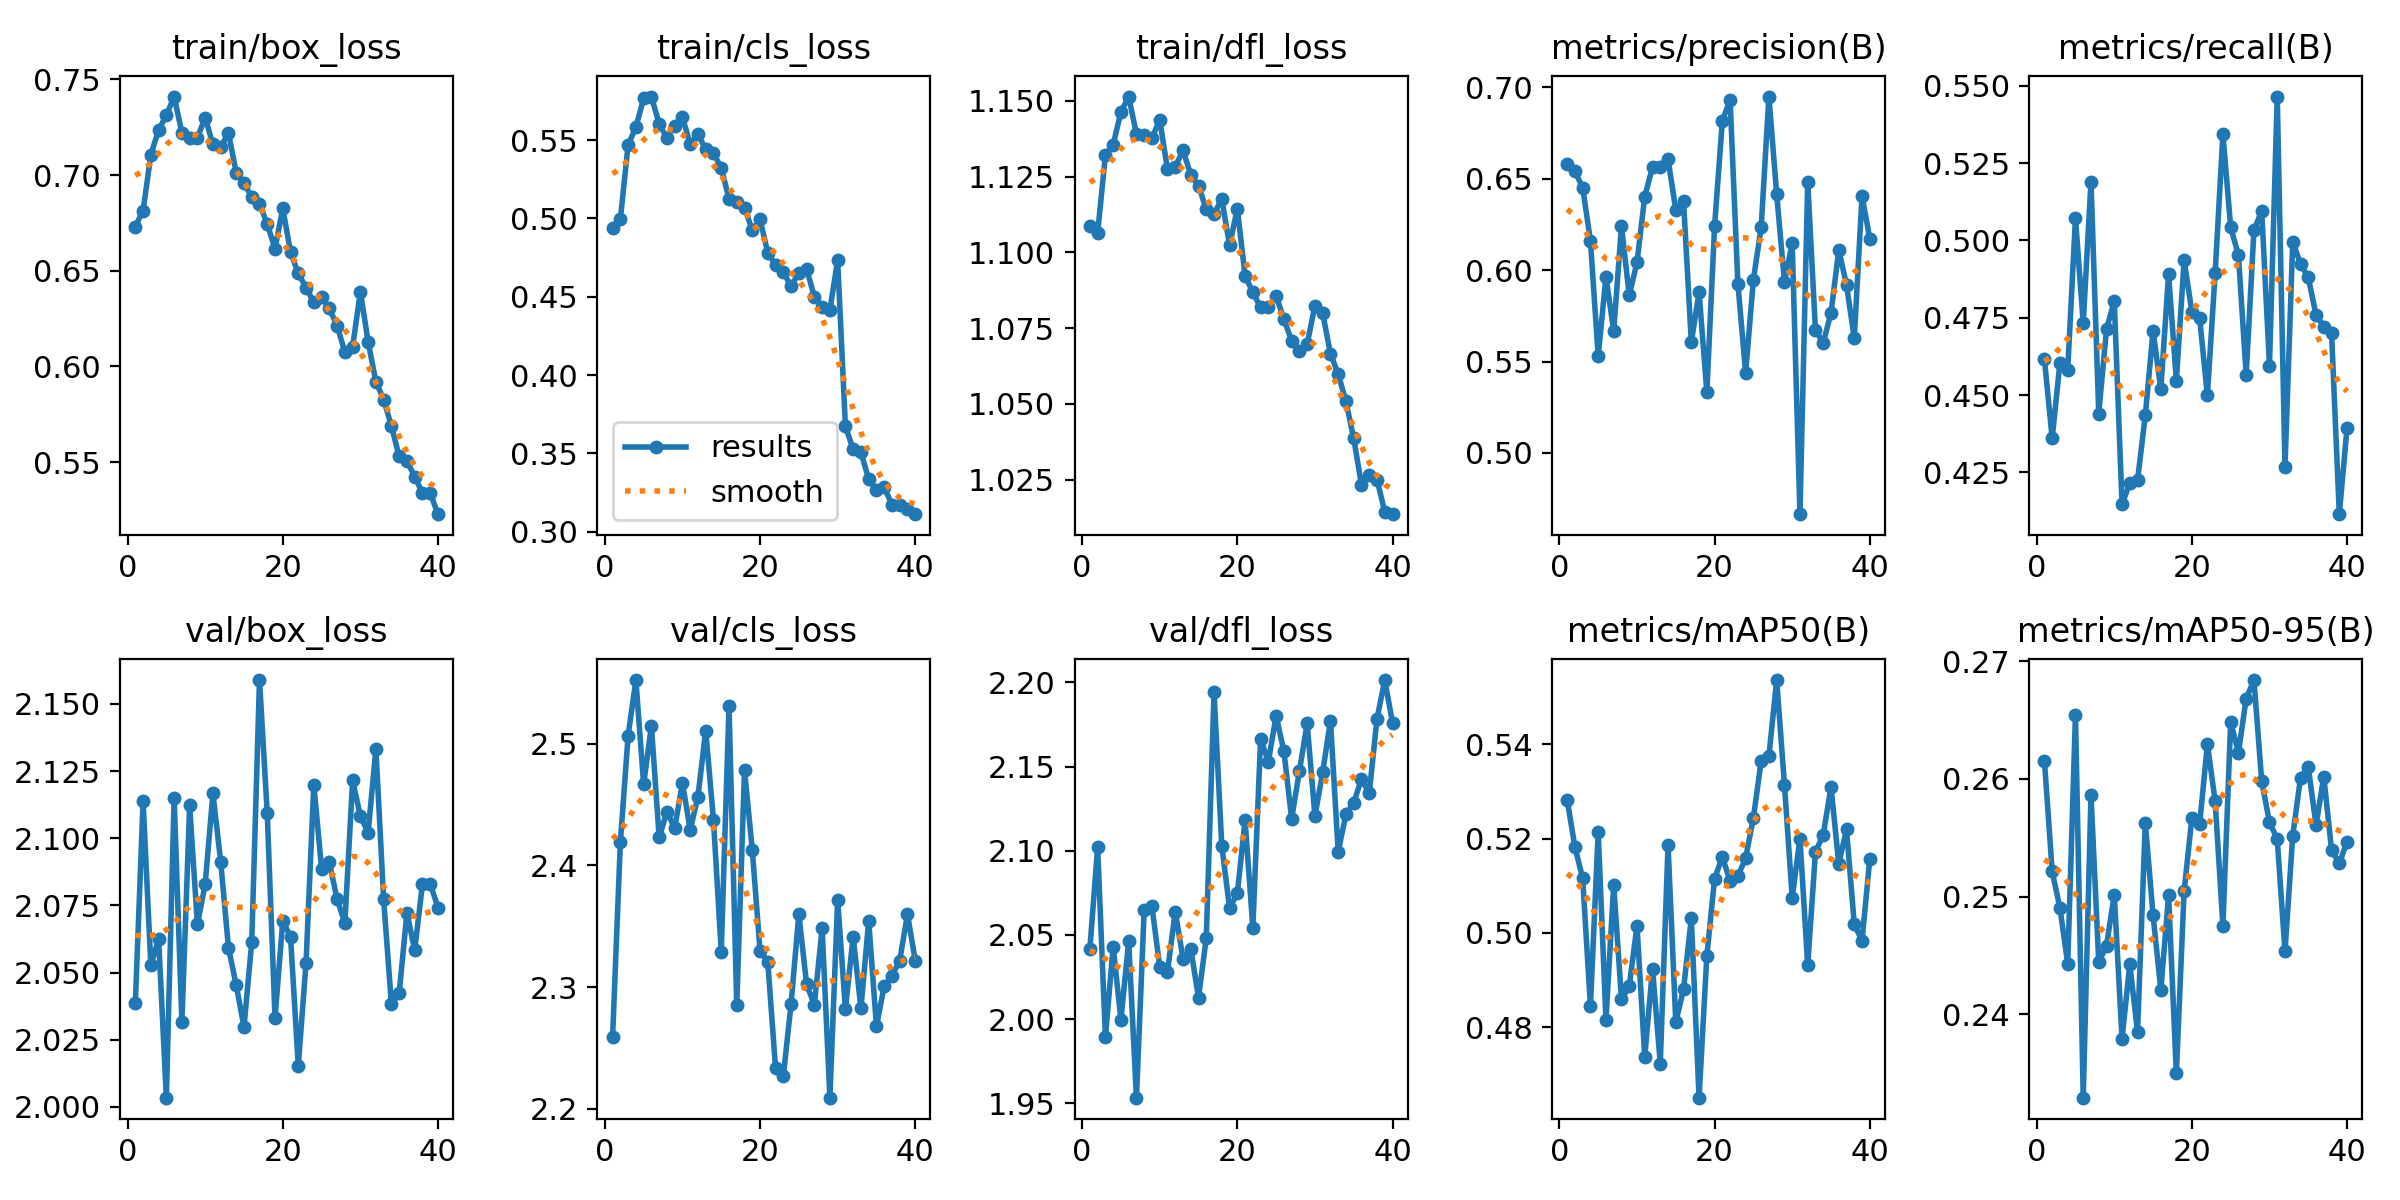 train/box_loss
0.75
0.70
0.65
0.60
0.55
0 20 40
train/cls_loss
0.55
0.50
0.45
0.40
0.35
0.30
results
smooth
0 20 40
train/dfl_loss
1.150
1.125
1.100
1.075
1.050
1.025
0 20 40
metrics/precision(B)
0.70
0.65
0.60
0.55
0.50
0 20 40
metrics/recall(B)
0.550
0.525
0.500
0.475
0.450
0.425
0 20 40
val/box_loss
2.150
2.125
2.100
2.075
2.050
2.025
2.000
0 20 40
val/cls_loss
2.5
2.4
2.3
2.2
0 20 40
val/dfl_loss
2.20
2.15
2.10
2.05
2.00
1.95
0 20 40
metrics/mAP50(B)
0.54
0.52
0.50
0.48
0 20 40
metrics/mAP50-95(B)
0.27
0.26
0.25
0.24
0 20 40